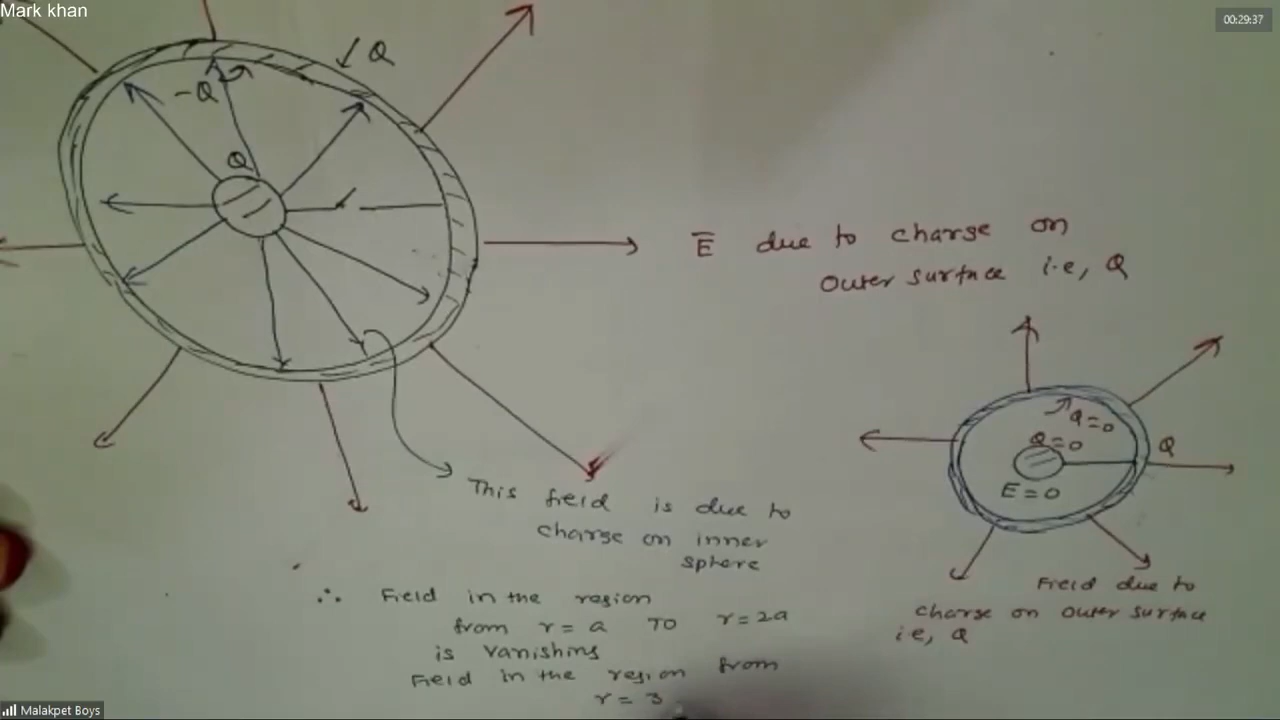 Mark khan
00:29:37
Q
-Q
Q
E due to charge on
Outer surface i.e, Q
Q=0
Q=0
Q
E=0
This field is due to
charge on inner
sphere
Field due to
charge on outer surface
i.e, Q
∴ Field in the region
from r = a TO r=2a
is vanishing
Field in the region from
r = 3
Malakpet Boys